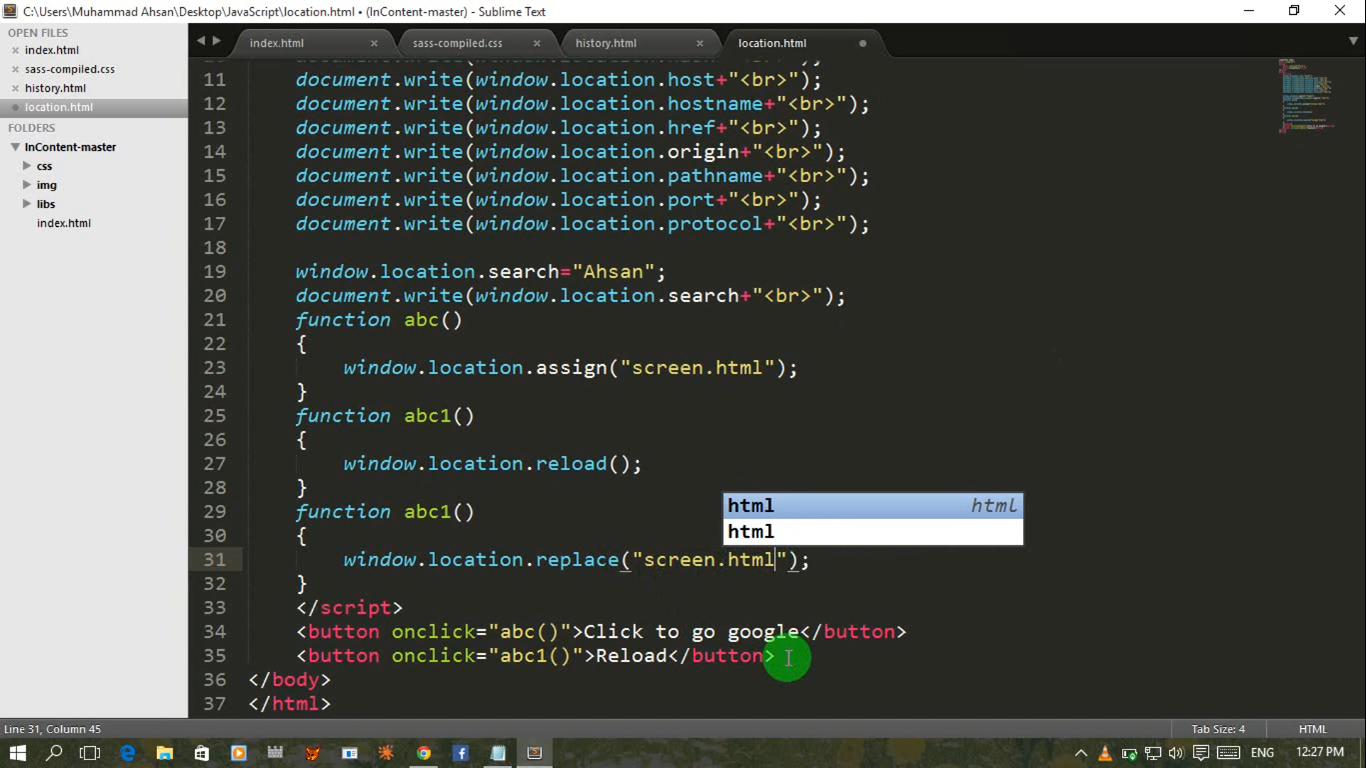 C:\Users\Muhammad Ahsan\Desktop\JavaScript\location.html • (InContent-master) - Sublime Text
OPEN FILES
index.html
sass-compiled.css
history.html
location.html
FOLDERS
InContent-master
css
img
libs
index.html
index.html sass-compiled.css history.html location.html
11 document.write(window.location.host+"<br>");
12 document.write(window.location.hostname+"<br>");
13 document.write(window.location.href+"<br>");
14 document.write(window.location.origin+"<br>");
15 document.write(window.location.pathname+"<br>");
16 document.write(window.location.port+"<br>");
17 document.write(window.location.protocol+"<br>");
18
19 window.location.search="Ahsan";
20 document.write(window.location.search+"<br>");
21 function abc()
22 {
23 window.location.assign("screen.html");
24 }
25 function abc1()
26 {
27 window.location.reload();
28 }
29 function abc1()
30 {
31 window.location.replace("screen.html");
32 }
33 </script>
34 <button onclick="abc()">Click to go google</button>
35 <button onclick="abc1()">Reload</button>
36 </body>
37 </html>
html html
html
Line 31, Column 45 Tab Size: 4 HTML
ENG 12:27 PM